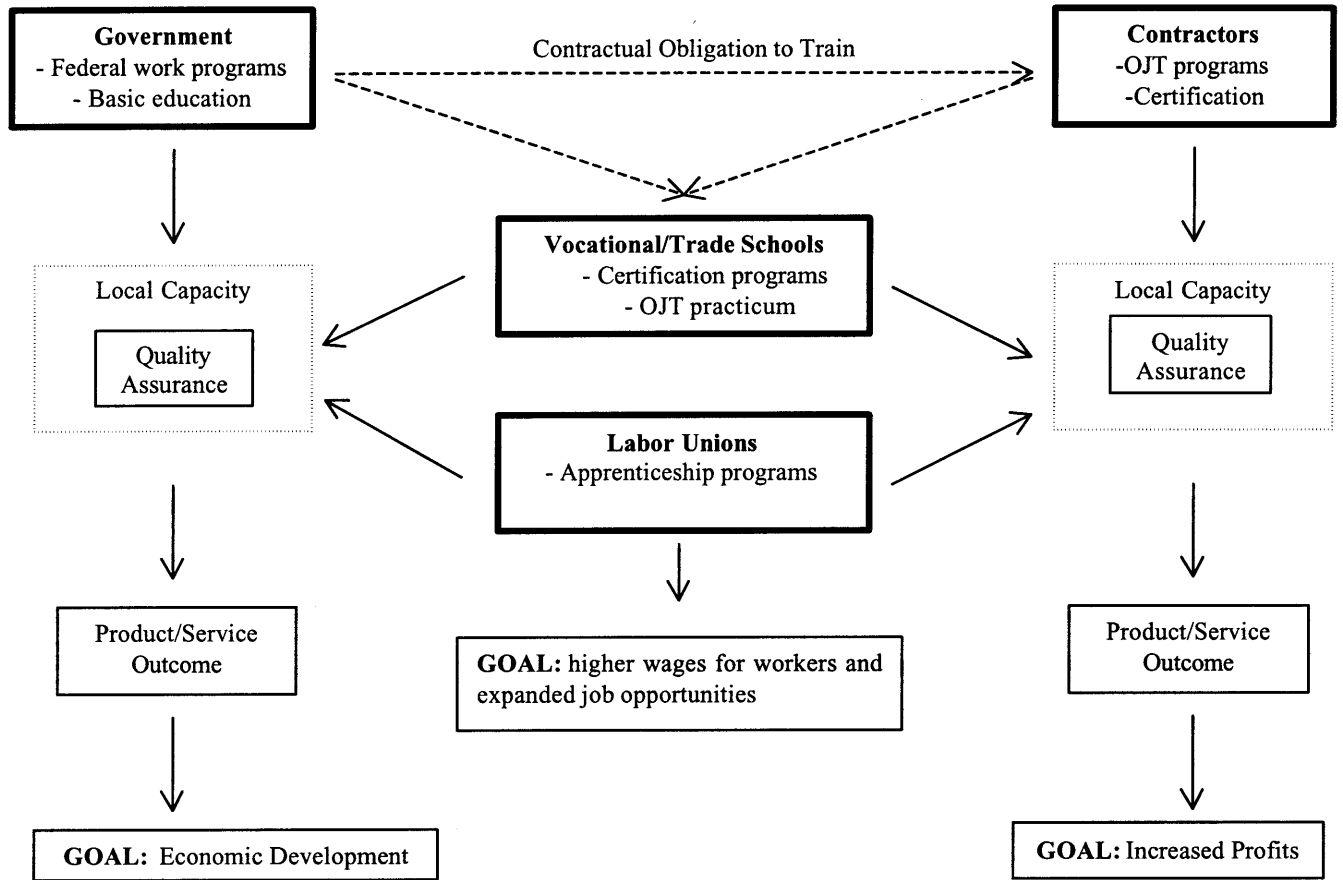 Government
- Federal work programs
- Basic education
Contractual Obligation to Train
Contractors
-OJT programs
-Certification
Vocational/Trade Schools
- Certification programs
- OJT practicum
Local Capacity
Quality
Assurance
Local Capacity
Quality
Assurance
Labor Unions
- Apprenticeship programs
Product/Service
Outcome
GOAL: higher wages for workers and
expanded job opportunities
Product/Service
Outcome
GOAL: Economic Development
GOAL: Increased Profits